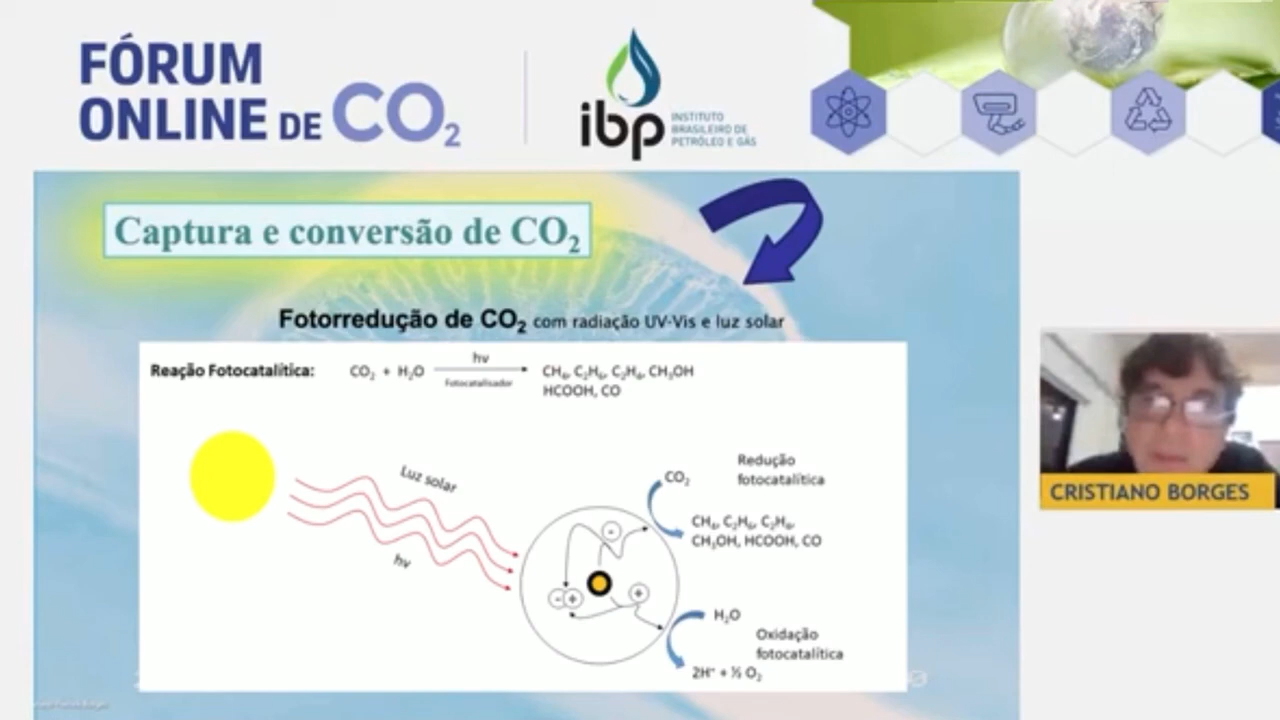 FÓRUM
ONLINE DE CO₂
ibp
INSTITUTO
BRASILEIRO DE
PETRÓLEO E GÁS
Captura e conversão de CO₂
Fotorredução de CO₂ com radiação UV-Vis e luz solar
Reação Fotocatalítica: CO₂ + H₂O hv CH₄, C₂H₆, C₂H₄, CH₃OH
Fotocatalisador HCOOH, CO
Luz solar
hv
CO₂ Redução
fotocatalítica
CH₄, C₂H₆, C₂H₄,
CH₃OH, HCOOH, CO
-
- +
+
H₂O
Oxidação
fotocatalítica
2H⁺ + ½ O₂
CRISTIANO BORGES